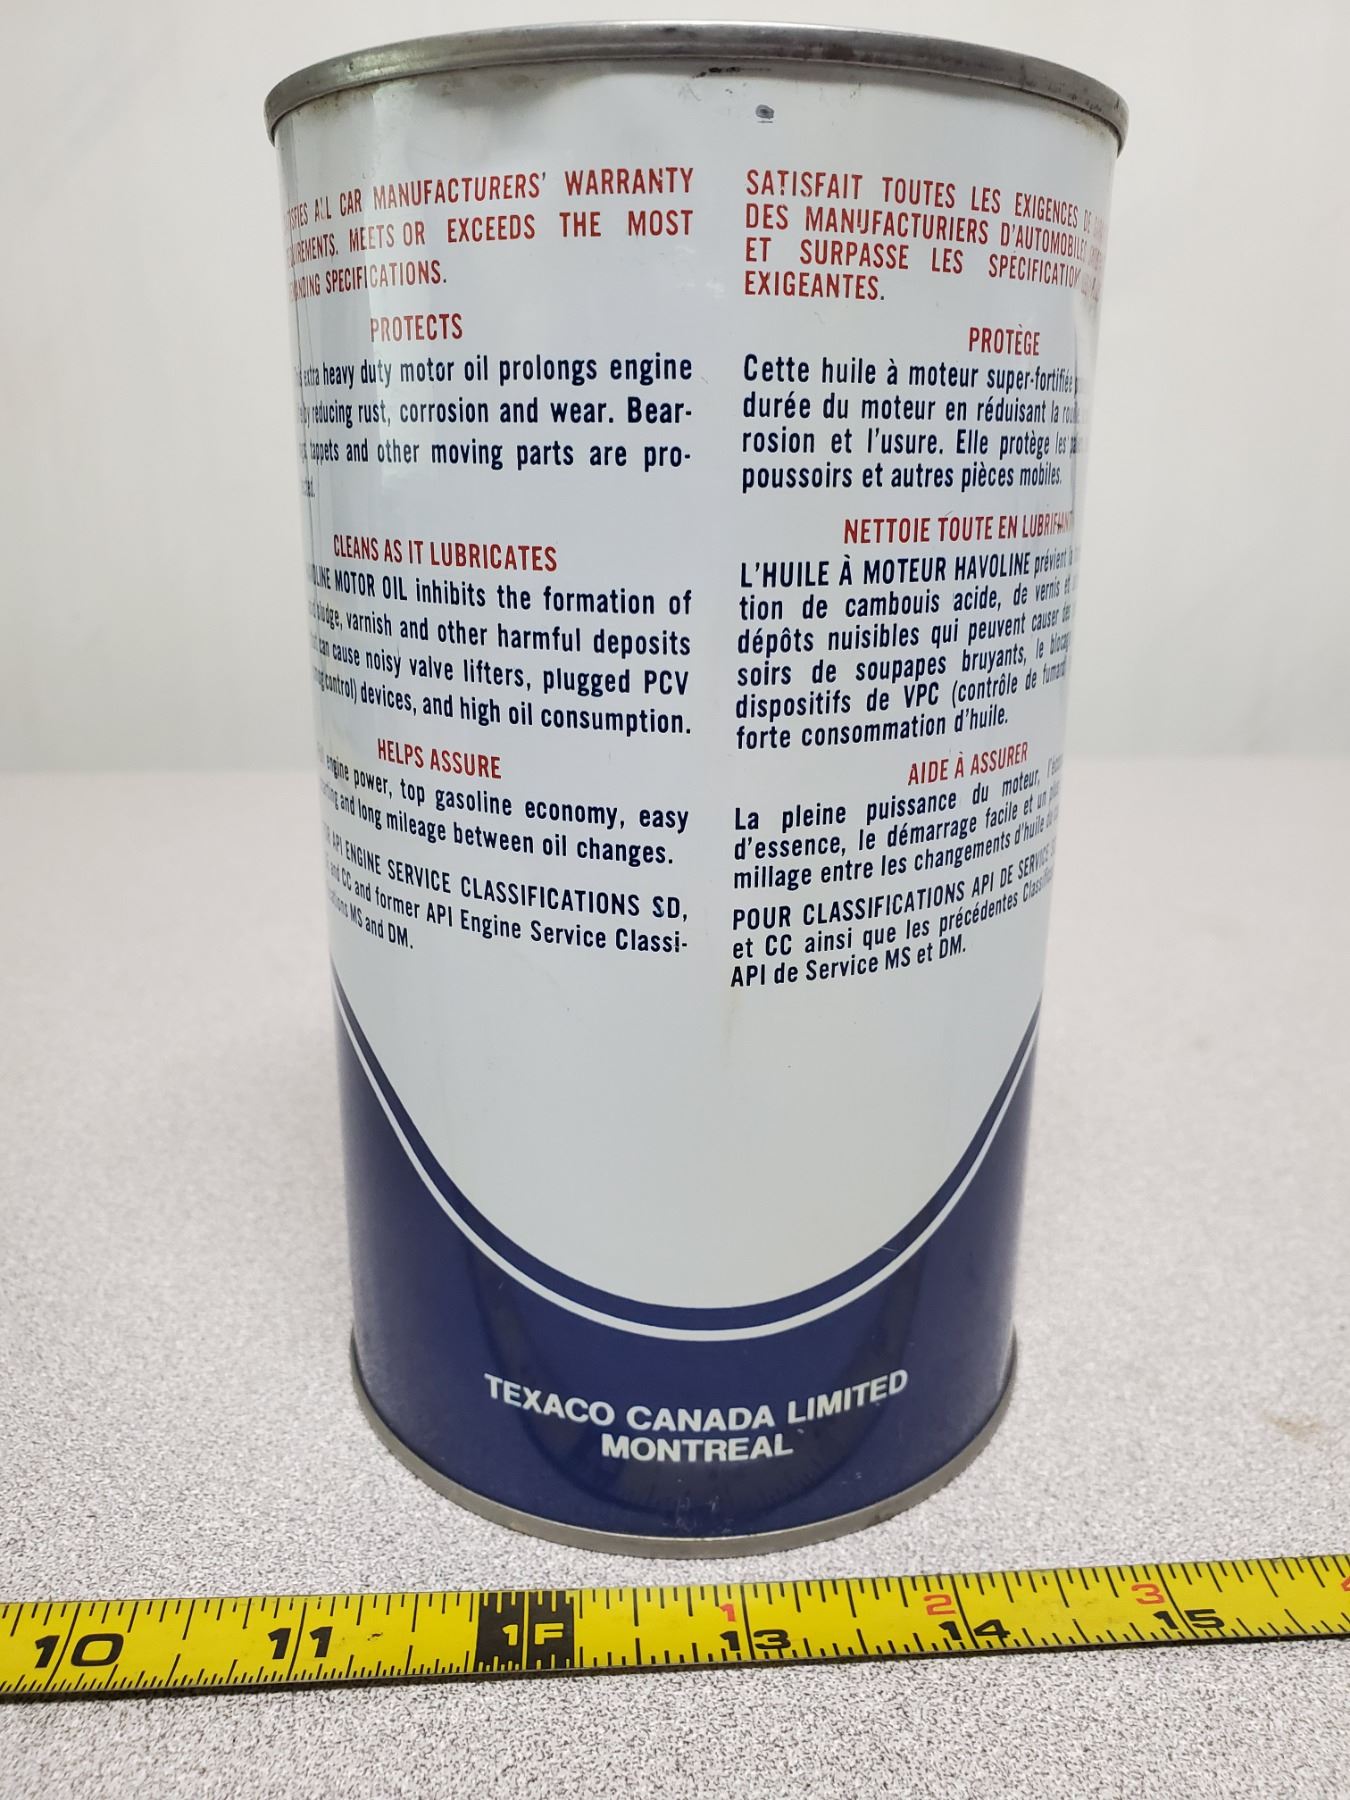 ALL CAR MANUFACTURERS' WARRANTY
MEETS OR EXCEEDS THE MOST
SPECIFICATIONS.
PROTECTS
extra heavy duty motor oil prolongs engine
by reducing rust, corrosion and wear. Bear-
tappets and other moving parts are pro-
CLEANS AS IT LUBRICATES
MOTOR OIL inhibits the formation of
sludge, varnish and other harmful deposits
can cause noisy valve lifters, plugged PCV
control) devices, and high oil consumption.
HELPS ASSURE
engine power, top gasoline economy, easy
and long mileage between oil changes.
API ENGINE SERVICE CLASSIFICATIONS SD,
and CC and former API Engine Service Classi-
MS and DM.
SATISFAIT TOUTES LES EXIGENCES DE
DES MANUFACTURIERS D'AUTOMOBILES
ET SURPASSE LES SPÉCIFICATIONS
EXIGEANTES.
PROTÈGE
Cette huile à moteur super-fortifiée
durée du moteur en réduisant la
rosion et l'usure. Elle protège les
poussoirs et autres pièces mobiles.
NETTOIE TOUTE EN LUBRIFIANT
L'HUILE À MOTEUR HAVOLINE prévient la
tion de cambouis acide, de vernis et
dépôts nuisibles qui peuvent causer des
soirs de soupapes bruyants, le
dispositifs de VPC (contrôle de
forte consommation d'huile.
AIDE À ASSURER
La pleine puissance du moteur,
d'essence, le démarrage facile et un
millage entre les changements d'huile
POUR CLASSIFICATIONS API DE SERVICE
et CC ainsi que les précédentes
API de Service MS et DM.
TEXACO CANADA LIMITED
MONTREAL
1 2 3
10 11 1F 13 14 15